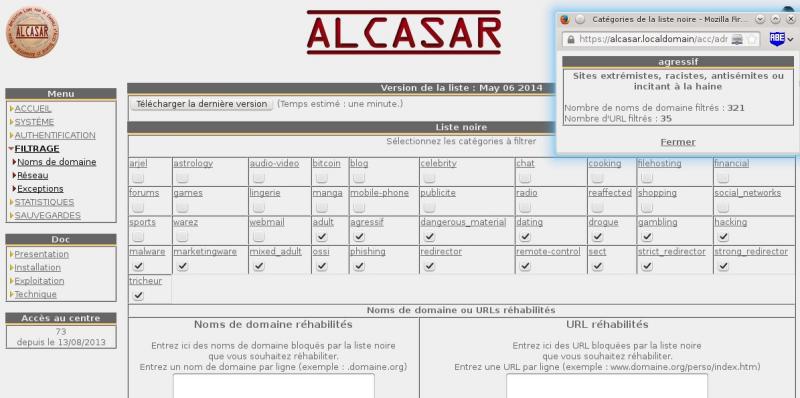 ALCASAR
ALCASAR
Catégories de la liste noire - Mozilla Fir...
https://alcasar.localdomain/acc/adr
ABE
agressif
Sites extrémistes, racistes, antisémites ou
incitant à la haine
Nombre de noms de domaine filtrés : 321
Nombre d'URL filtrés : 35
Fermer
Menu
ACCUEIL
SYSTÈME
AUTHENTIFICATION
FILTRAGE
Noms de domaine
Réseau
Exceptions
STATISTIQUES
SAUVEGARDES
Doc
Presentation
Installation
Exploitation
Technique
Accès au centre
73
depuis le 13/08/2013
Version de la liste : May 06 2014
Télécharger la dernière version (Temps estimé : une minute.)
Liste noire
Sélectionnez les catégories à filtrer
arjel astrology audio-video bitcoin blog celebrity chat cooking filehosting financial
forums games lingerie manga mobile-phone publicite radio reaffected shopping social_networks
sports warez webmail adult agressif dangerous_material dating drogue gambling hacking
malware marketingware mixed_adult ossi phishing redirector remote-control sect strict_redirector strong_redirector
tricheur
Noms de domaine ou URLs réhabilités
Noms de domaine réhabilités URL réhabilités
Entrez ici des noms de domaine bloqués par la liste noire
que vous souhaitez réhabiliter.
Entrez un nom de domaine par ligne (exemple : .domaine.org)
Entrez ici des URL bloquées par la liste noire
que vous souhaitez réhabiliter.
Entrez une URL par ligne (exemple : www.domaine.org/perso/index.htm)